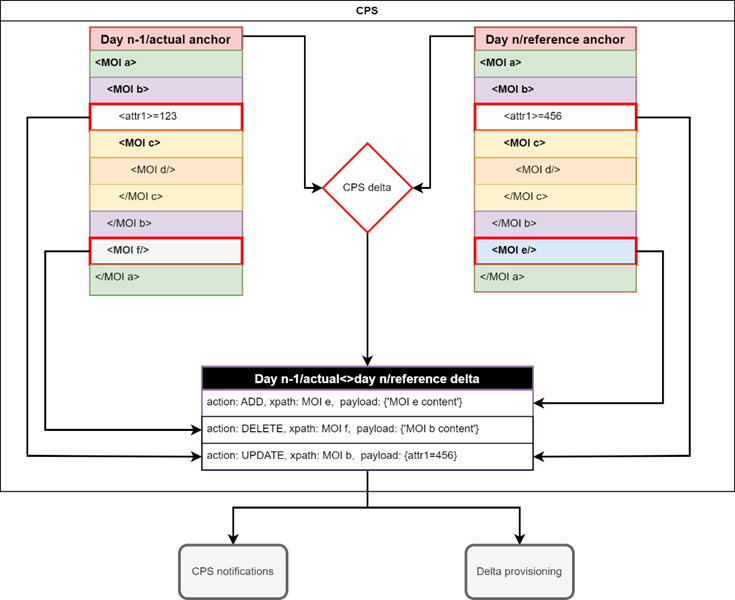 CPS
Day n-1/actual anchor
<MOI a>
<MOI b>
<attr1>=123
<MOI c>
<MOI d/>
</MOI c>
</MOI b>
<MOI f/>
</MOI a>
Day n/reference anchor
<MOI a>
<MOI b>
<attr1>=456
<MOI c>
<MOI d/>
</MOI c>
</MOI b>
<MOI e/>
</MOI a>
CPS delta
Day n-1/actual<>day n/reference delta
action: ADD, xpath: MOI e, payload: {'MOI e content'}
action: DELETE, xpath: MOI f, payload: {'MOI b content'}
action: UPDATE, xpath: MOI b, payload: {attr1=456}
CPS notifications
Delta provisioning